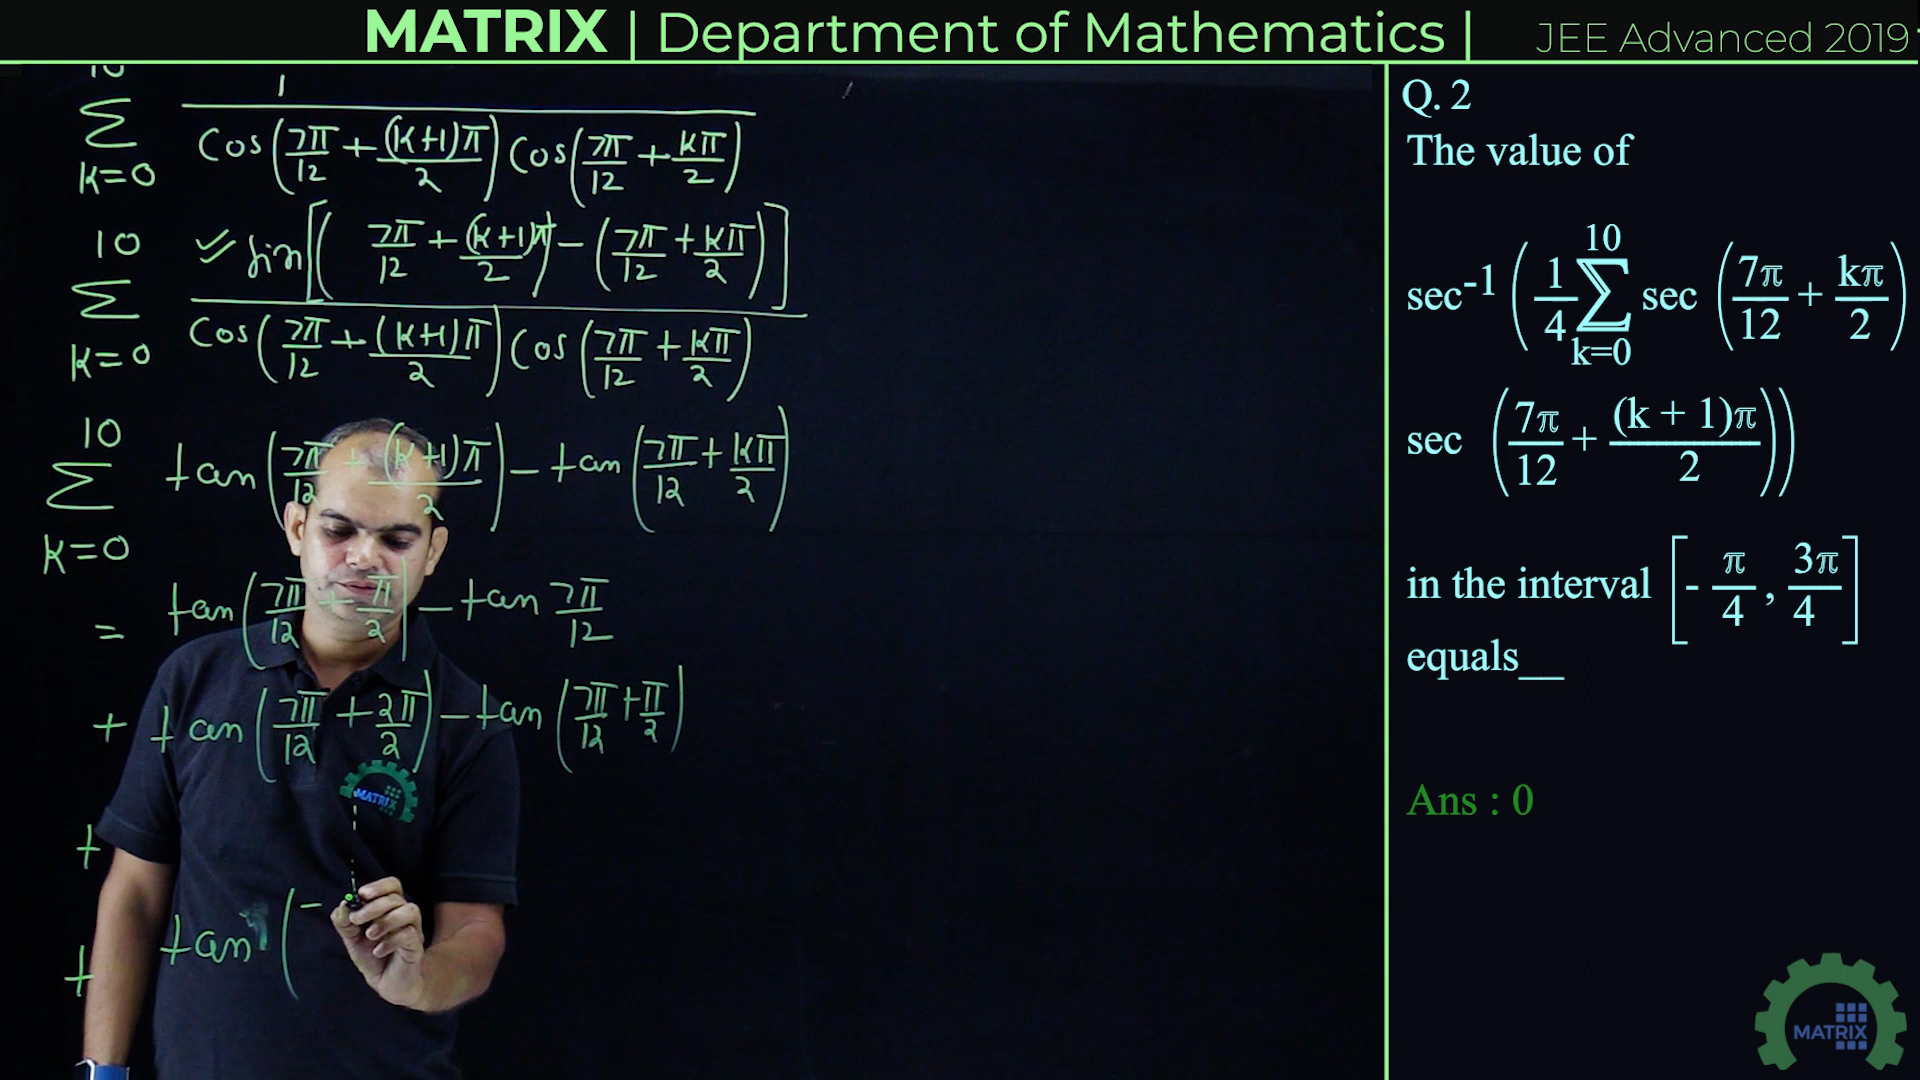 MATRIX | Department of Mathematics | JEE Advanced 2019
10 Σ k=0 1 / Cos(7π/12 + (k+1)π/2) Cos(7π/12 + kπ/2)
10 Σ k=0 sin[(7π/12 + (k+1)π/2) − (7π/12 + kπ/2)] / Cos(7π/12 + (k+1)π/2) Cos(7π/12 + kπ/2)
10 Σ k=0 tan(7π/12 + (k+1)π/2) − tan(7π/12 + kπ/2)
= tan(7π/12 + π/2) − tan 7π/12
+ tan(7π/12 + 2π/2) − tan(7π/12 + π/2)
+
+ tan(
Q. 2
The value of
sec⁻¹ ( 1/4 10 Σ k=0 sec (7π/12 + kπ/2)
sec (7π/12 + (k + 1)π/2))
in the interval [-π/4, 3π/4]
equals__
Ans : 0
MATRIX
MATRIX